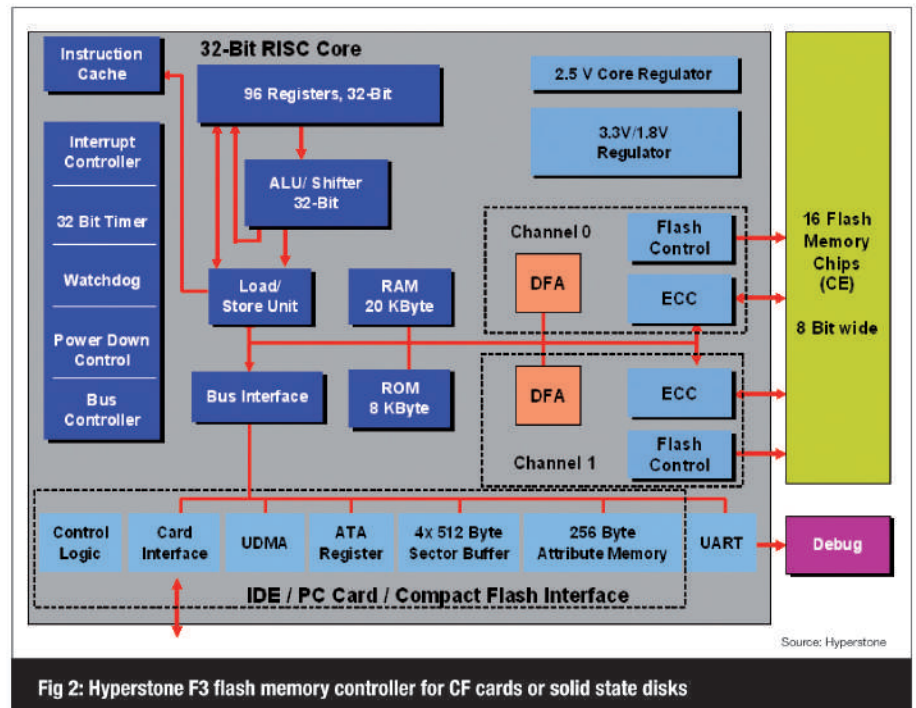 Instruction
Cache
32-Bit RISC Core
96 Registers, 32-Bit
2.5 V Core Regulator
3.3V/1.8V
Regulator
Interrupt
Controller
32 Bit Timer
Watchdog
Power Down
Control
Bus
Controller
ALU/ Shifter
32-Bit
Load/
Store Unit
RAM
20 KByte
Bus Interface
ROM
8 KByte
Channel 0
Flash
Control
DFA
ECC
DFA
ECC
Channel 1
Flash
Control
16 Flash
Memory
Chips
(CE)
8 Bit wide
Control
Logic
Card
Interface
UDMA
ATA
Register
4x 512 Byte
Sector Buffer
256 Byte
Attribute Memory
UART
Debug
IDE / PC Card / Compact Flash Interface
Source: Hyperstone
Fig 2: Hyperstone F3 flash memory controller for CF cards or solid state disks